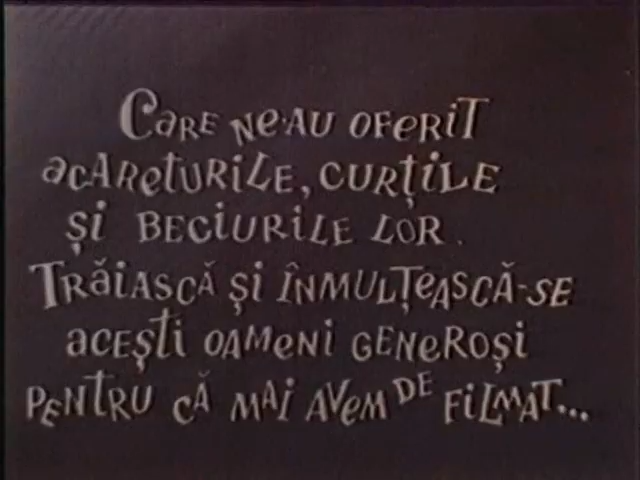 Care ne-au oferit
acareturile, curțile
și beciurile lor.
Trăiască și înmulțească-se
acești oameni generoși
pentru că mai avem de filmat...